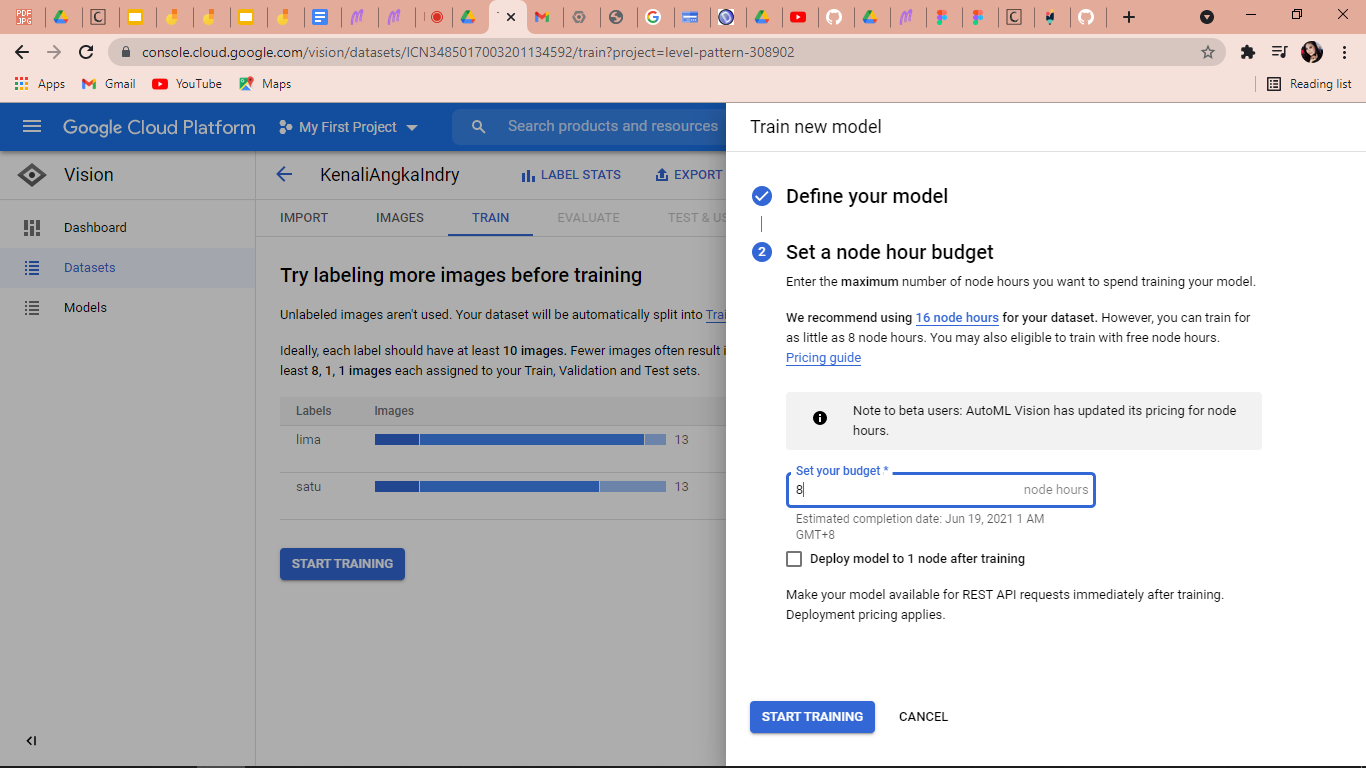 PDF
JPG
console.cloud.google.com/vision/datasets/ICN3485017003201134592/train?project=level-pattern-308902
Apps
Gmail
YouTube
Maps
Reading list
Google Cloud Platform
My First Project
Search products and resources
Vision
Dashboard
Datasets
Models
KenaliAngkaIndry
LABEL STATS
EXPORT
IMPORT
IMAGES
TRAIN
EVALUATE
TEST & US
Try labeling more images before training
Unlabeled images aren't used. Your dataset will be automatically split into Trai
Ideally, each label should have at least 10 images. Fewer images often result i
least 8, 1, 1 images each assigned to your Train, Validation and Test sets.
Labels
Images
lima
13
satu
13
START TRAINING
Train new model
Define your model
2
Set a node hour budget
Enter the maximum number of node hours you want to spend training your model.
We recommend using 16 node hours for your dataset. However, you can train for
as little as 8 node hours. You may also eligible to train with free node hours.
Pricing guide
Note to beta users: AutoML Vision has updated its pricing for node
hours.
Set your budget *
8
node hours
Estimated completion date: Jun 19, 2021 1 AM
GMT+8
Deploy model to 1 node after training
Make your model available for REST API requests immediately after training.
Deployment pricing applies.
START TRAINING
CANCEL